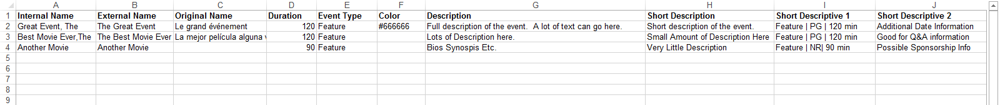 A B C D E F G H I J
1 Internal Name External Name Original Name Duration Event Type Color Description Short Description Short Descriptive 1 Short Descriptive 2
2 Great Event, The The Great Event Le grand événement 120 Feature #666666 Full description of the event.  A lot of text can go here. Short description of the event. Feature | PG | 120 min Additional Date Information
3 Best Movie Ever,The The Best Movie Ever La mejor película alguna 120 Feature Lots of Description here. Small Amount of Description Here Feature | PG | 120 min Good for Q&A information
4 Another Movie Another Movie 90 Feature Bios Synospis Etc. Very Little Description Feature | NR| 90 min Possible Sponsorship Info
5
6
7
8
9